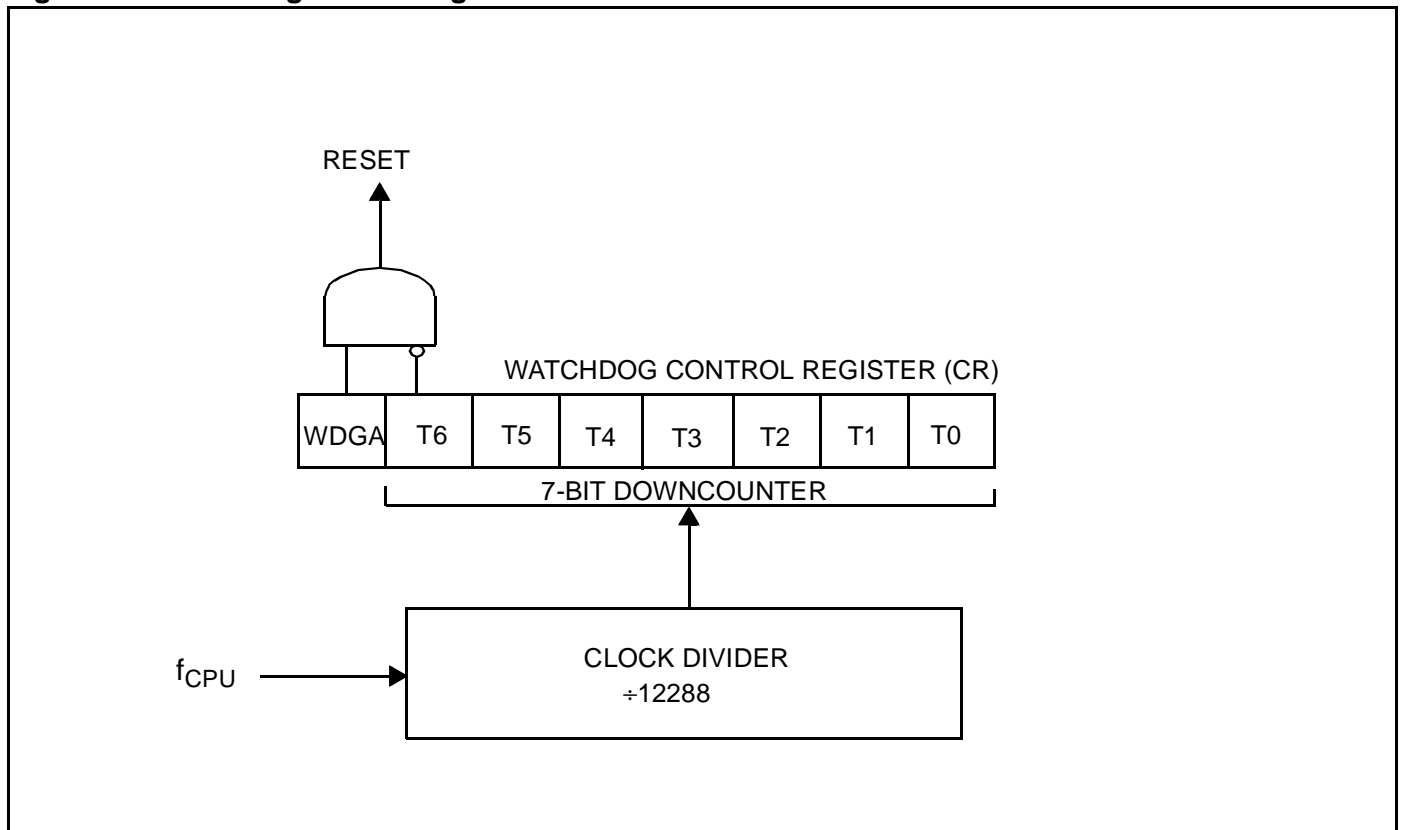 RESET
WATCHDOG CONTROL REGISTER (CR)
WDGA T6 T5 T4 T3 T2 T1 T0
7-BIT DOWNCOUNTER
fCPU
CLOCK DIVIDER
÷12288